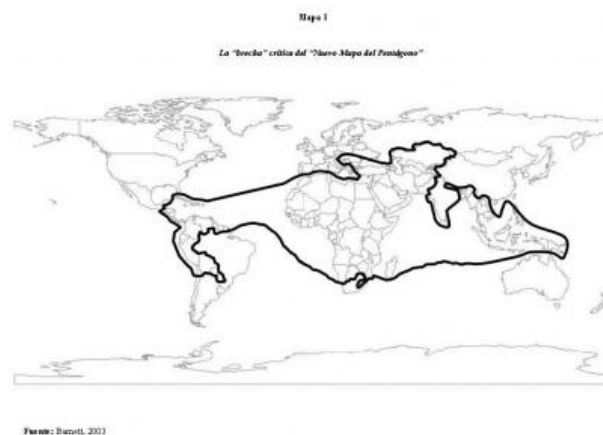 Mapa 1
La "brecha" crítica del "Nuevo Mapa del Pentágono"
Fuente: Barnett, 2003